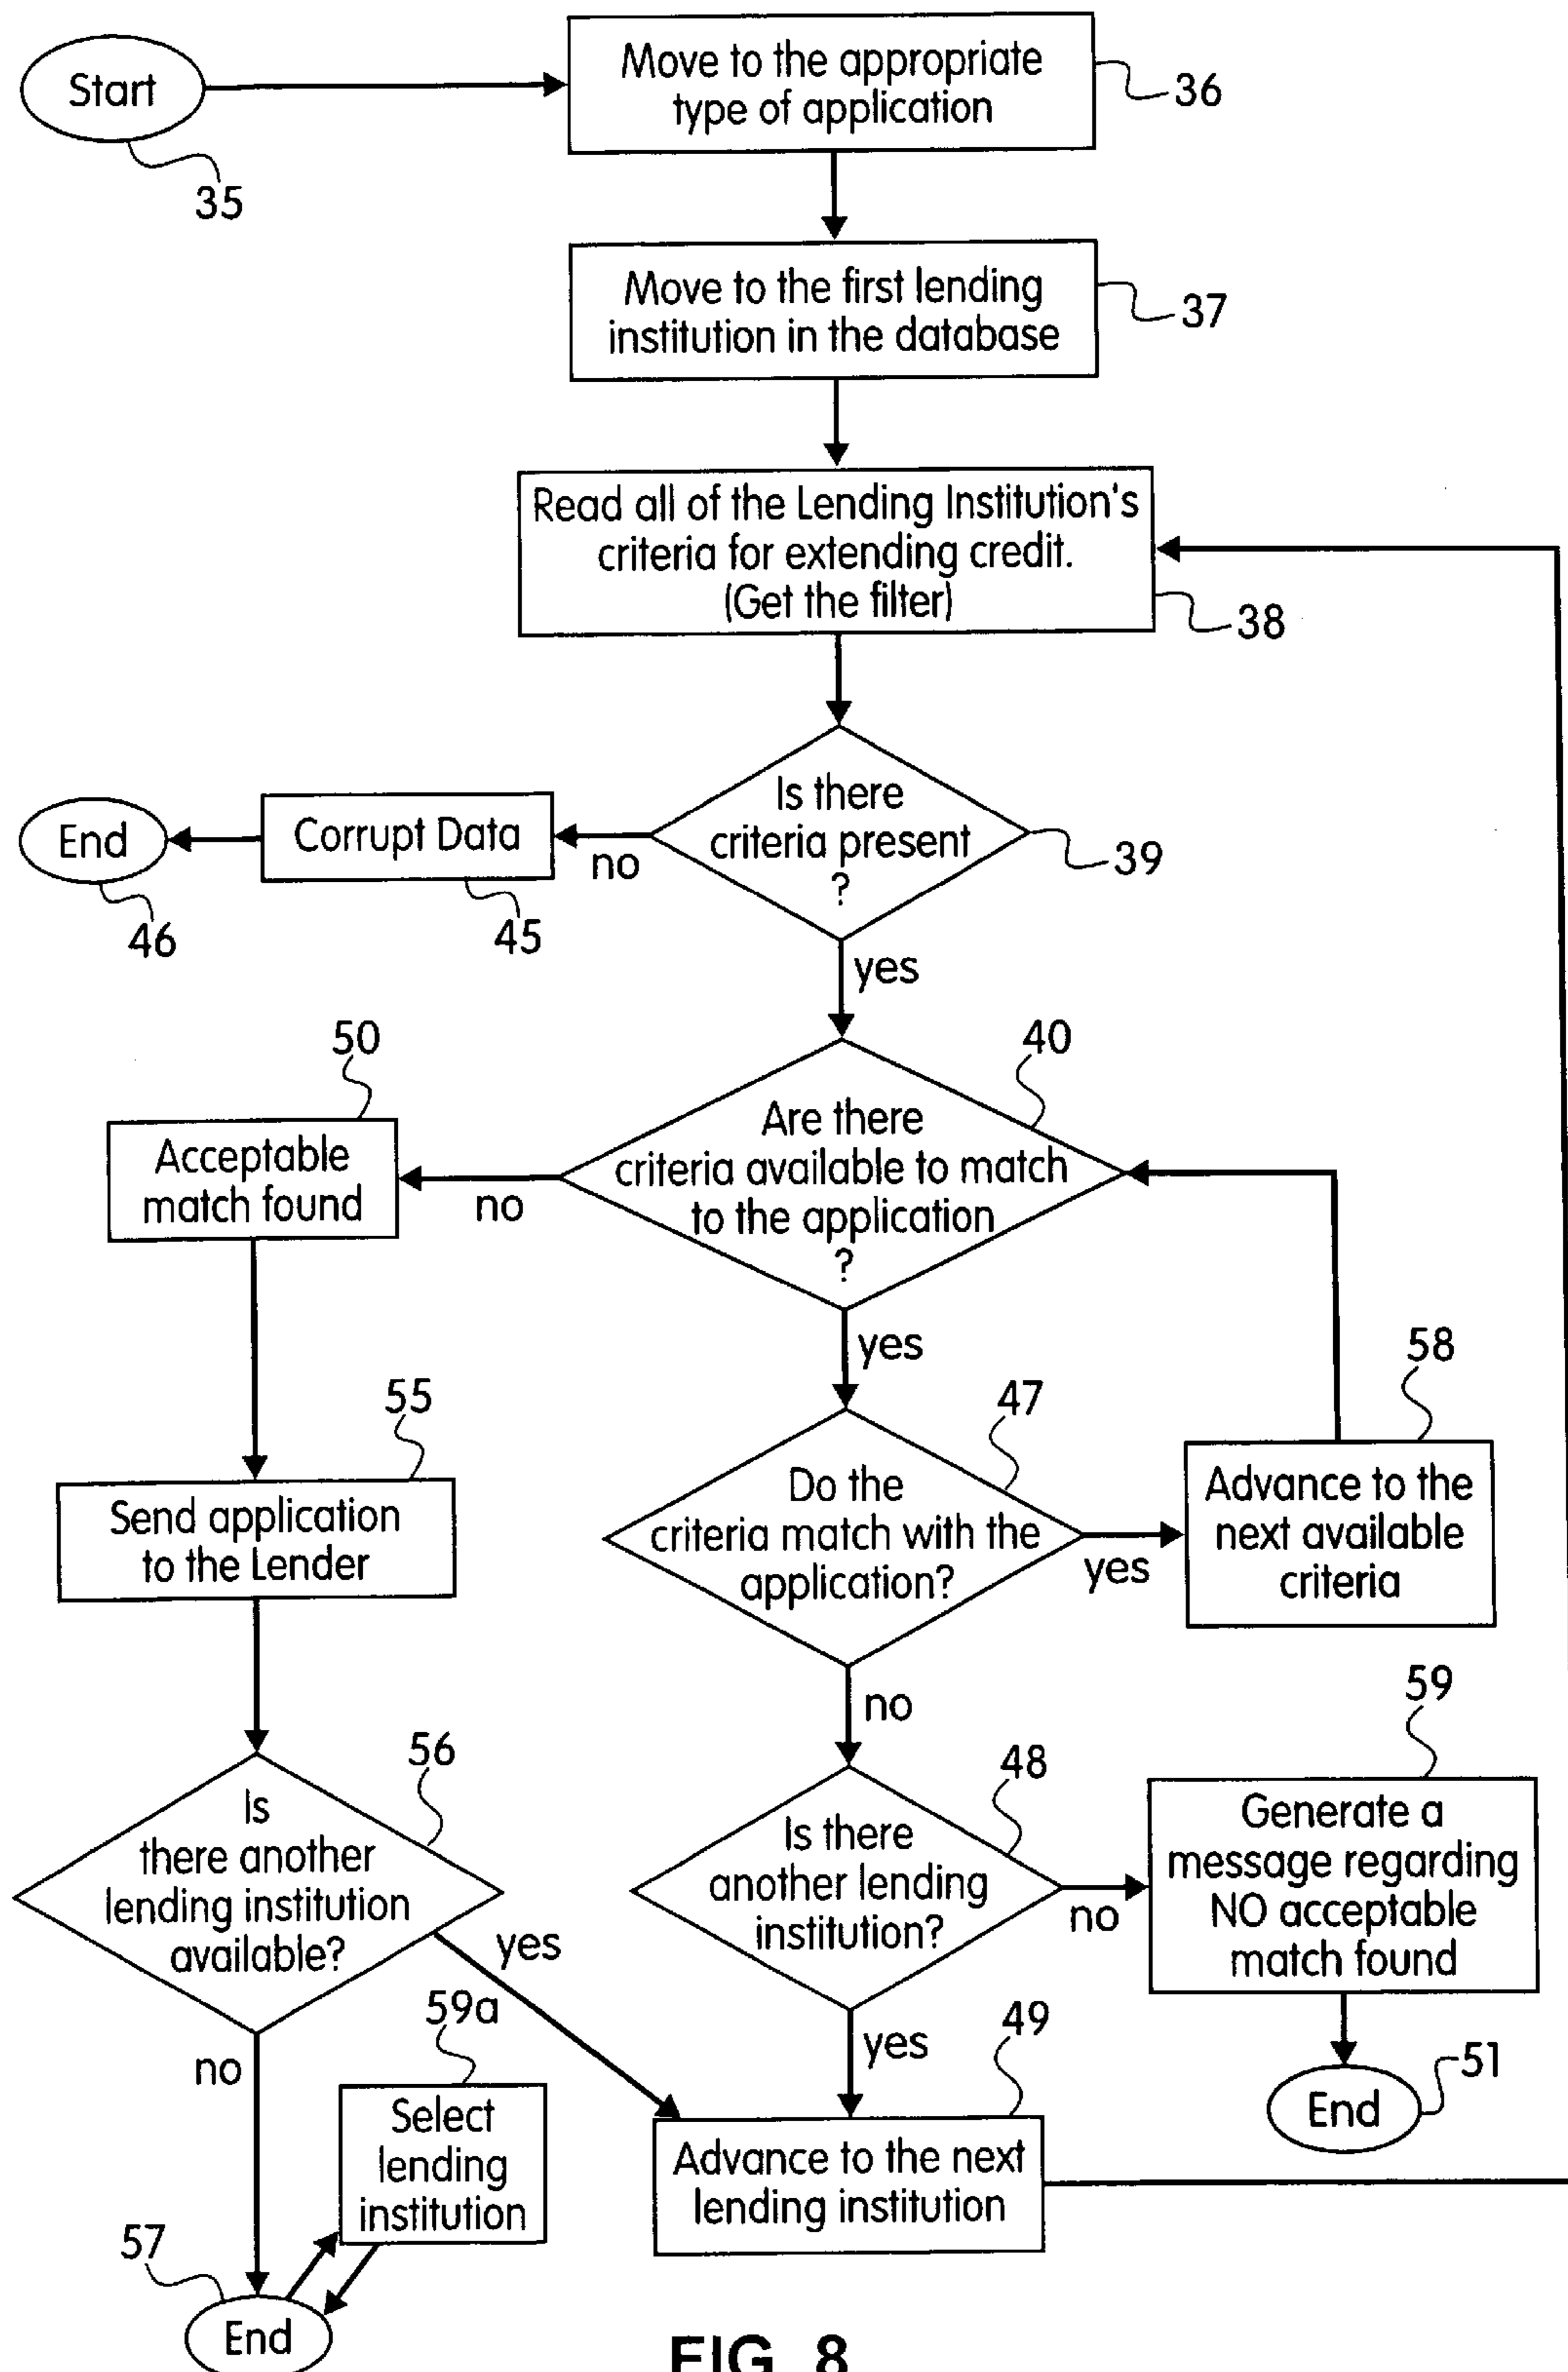 Start
35
Move to the appropriate
type of application
36
Move to the first lending
institution in the database
37
Read all of the Lending Institution's
criteria for extending credit.
(Get the filter)
38
Is there
criteria present
?
39
no
Corrupt Data
45
End
46
yes
Are there
criteria available to match
to the application
?
40
no
Acceptable
match found
50
yes
Do the
criteria match with the
application?
47
yes
Advance to the
next available
criteria
58
Send application
to the Lender
55
no
Is there
another lending
institution?
48
no
Generate a
message regarding
NO acceptable
match found
59
End
51
Is
there another
lending institution
available?
56
yes
no
59a
Select
lending
institution
yes
49
Advance to the next
lending institution
57
End
FIG. 8